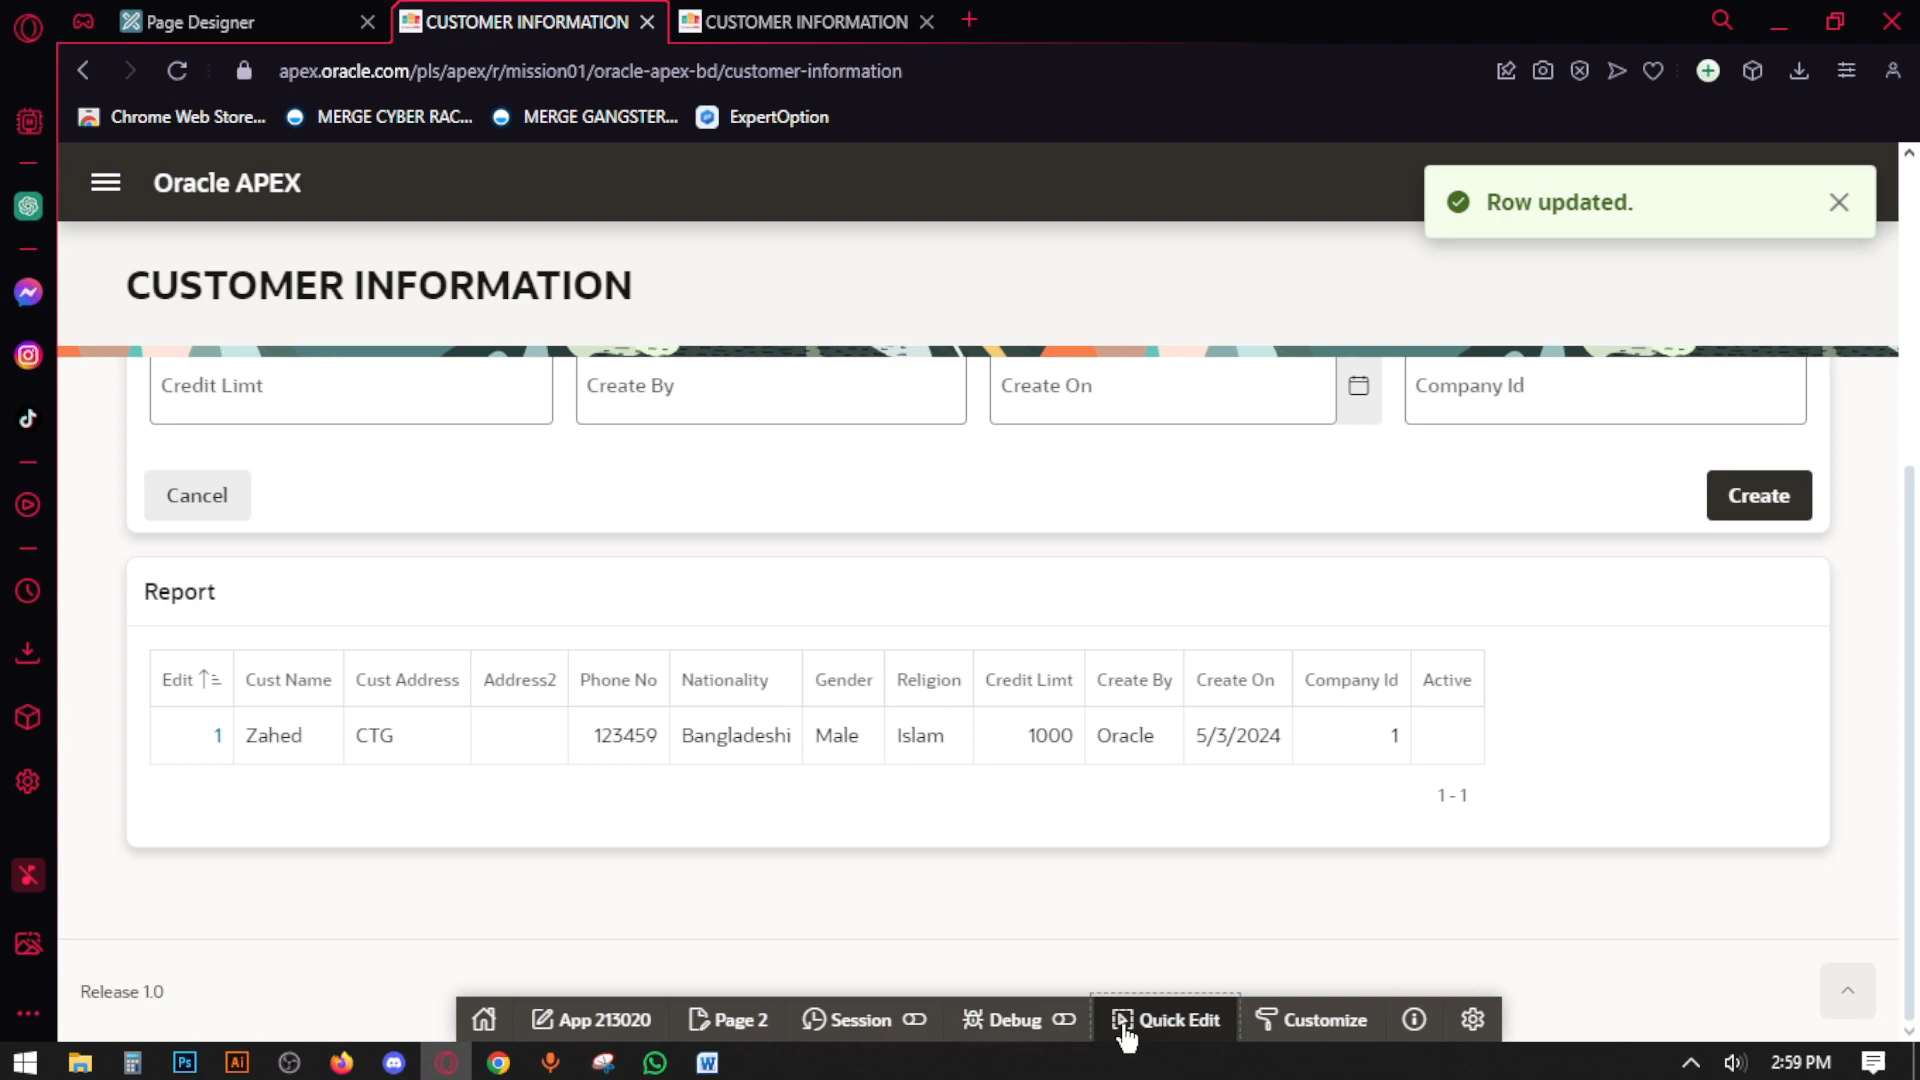 Page Designer
CUSTOMER INFORMATION
CUSTOMER INFORMATION
apex.oracle.com/pls/apex/r/mission01/oracle-apex-bd/customer-information
Chrome Web Store...
MERGE CYBER RAC...
MERGE GANGSTER...
ExpertOption
Oracle APEX
Row updated.
CUSTOMER INFORMATION
Credit Limt
Create By
Create On
Company Id
Cancel
Create
Report
Edit Cust Name Cust Address Address2 Phone No Nationality Gender Religion Credit Limt Create By Create On Company Id Active
1 Zahed CTG 123459 Bangladeshi Male Islam 1000 Oracle 5/3/2024 1
1 - 1
Release 1.0
App 213020
Page 2
Session
Debug
Quick Edit
Customize
Ps
Ai
W
2:59 PM